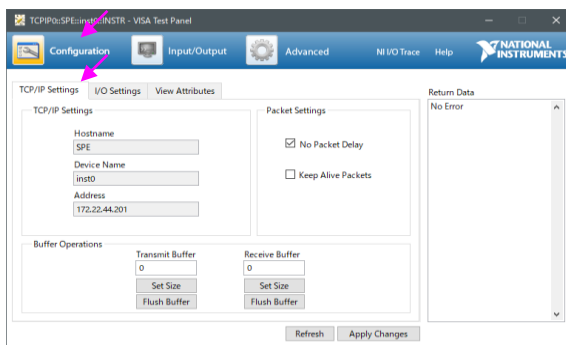 TCPIP0::SPE::inst0::INSTR - VISA Test Panel
Configuration
Input/Output
Advanced
NI I/O Trace
Help
NATIONAL
INSTRUMENTS
TCP/IP Settings
I/O Settings
View Attributes
Return Data
TCP/IP Settings
Packet Settings
No Error
Hostname
SPE
No Packet Delay
Device Name
inst0
Keep Alive Packets
Address
172.22.44.201
Buffer Operations
Transmit Buffer
Receive Buffer
0
0
Set Size
Set Size
Flush Buffer
Flush Buffer
Refresh
Apply Changes